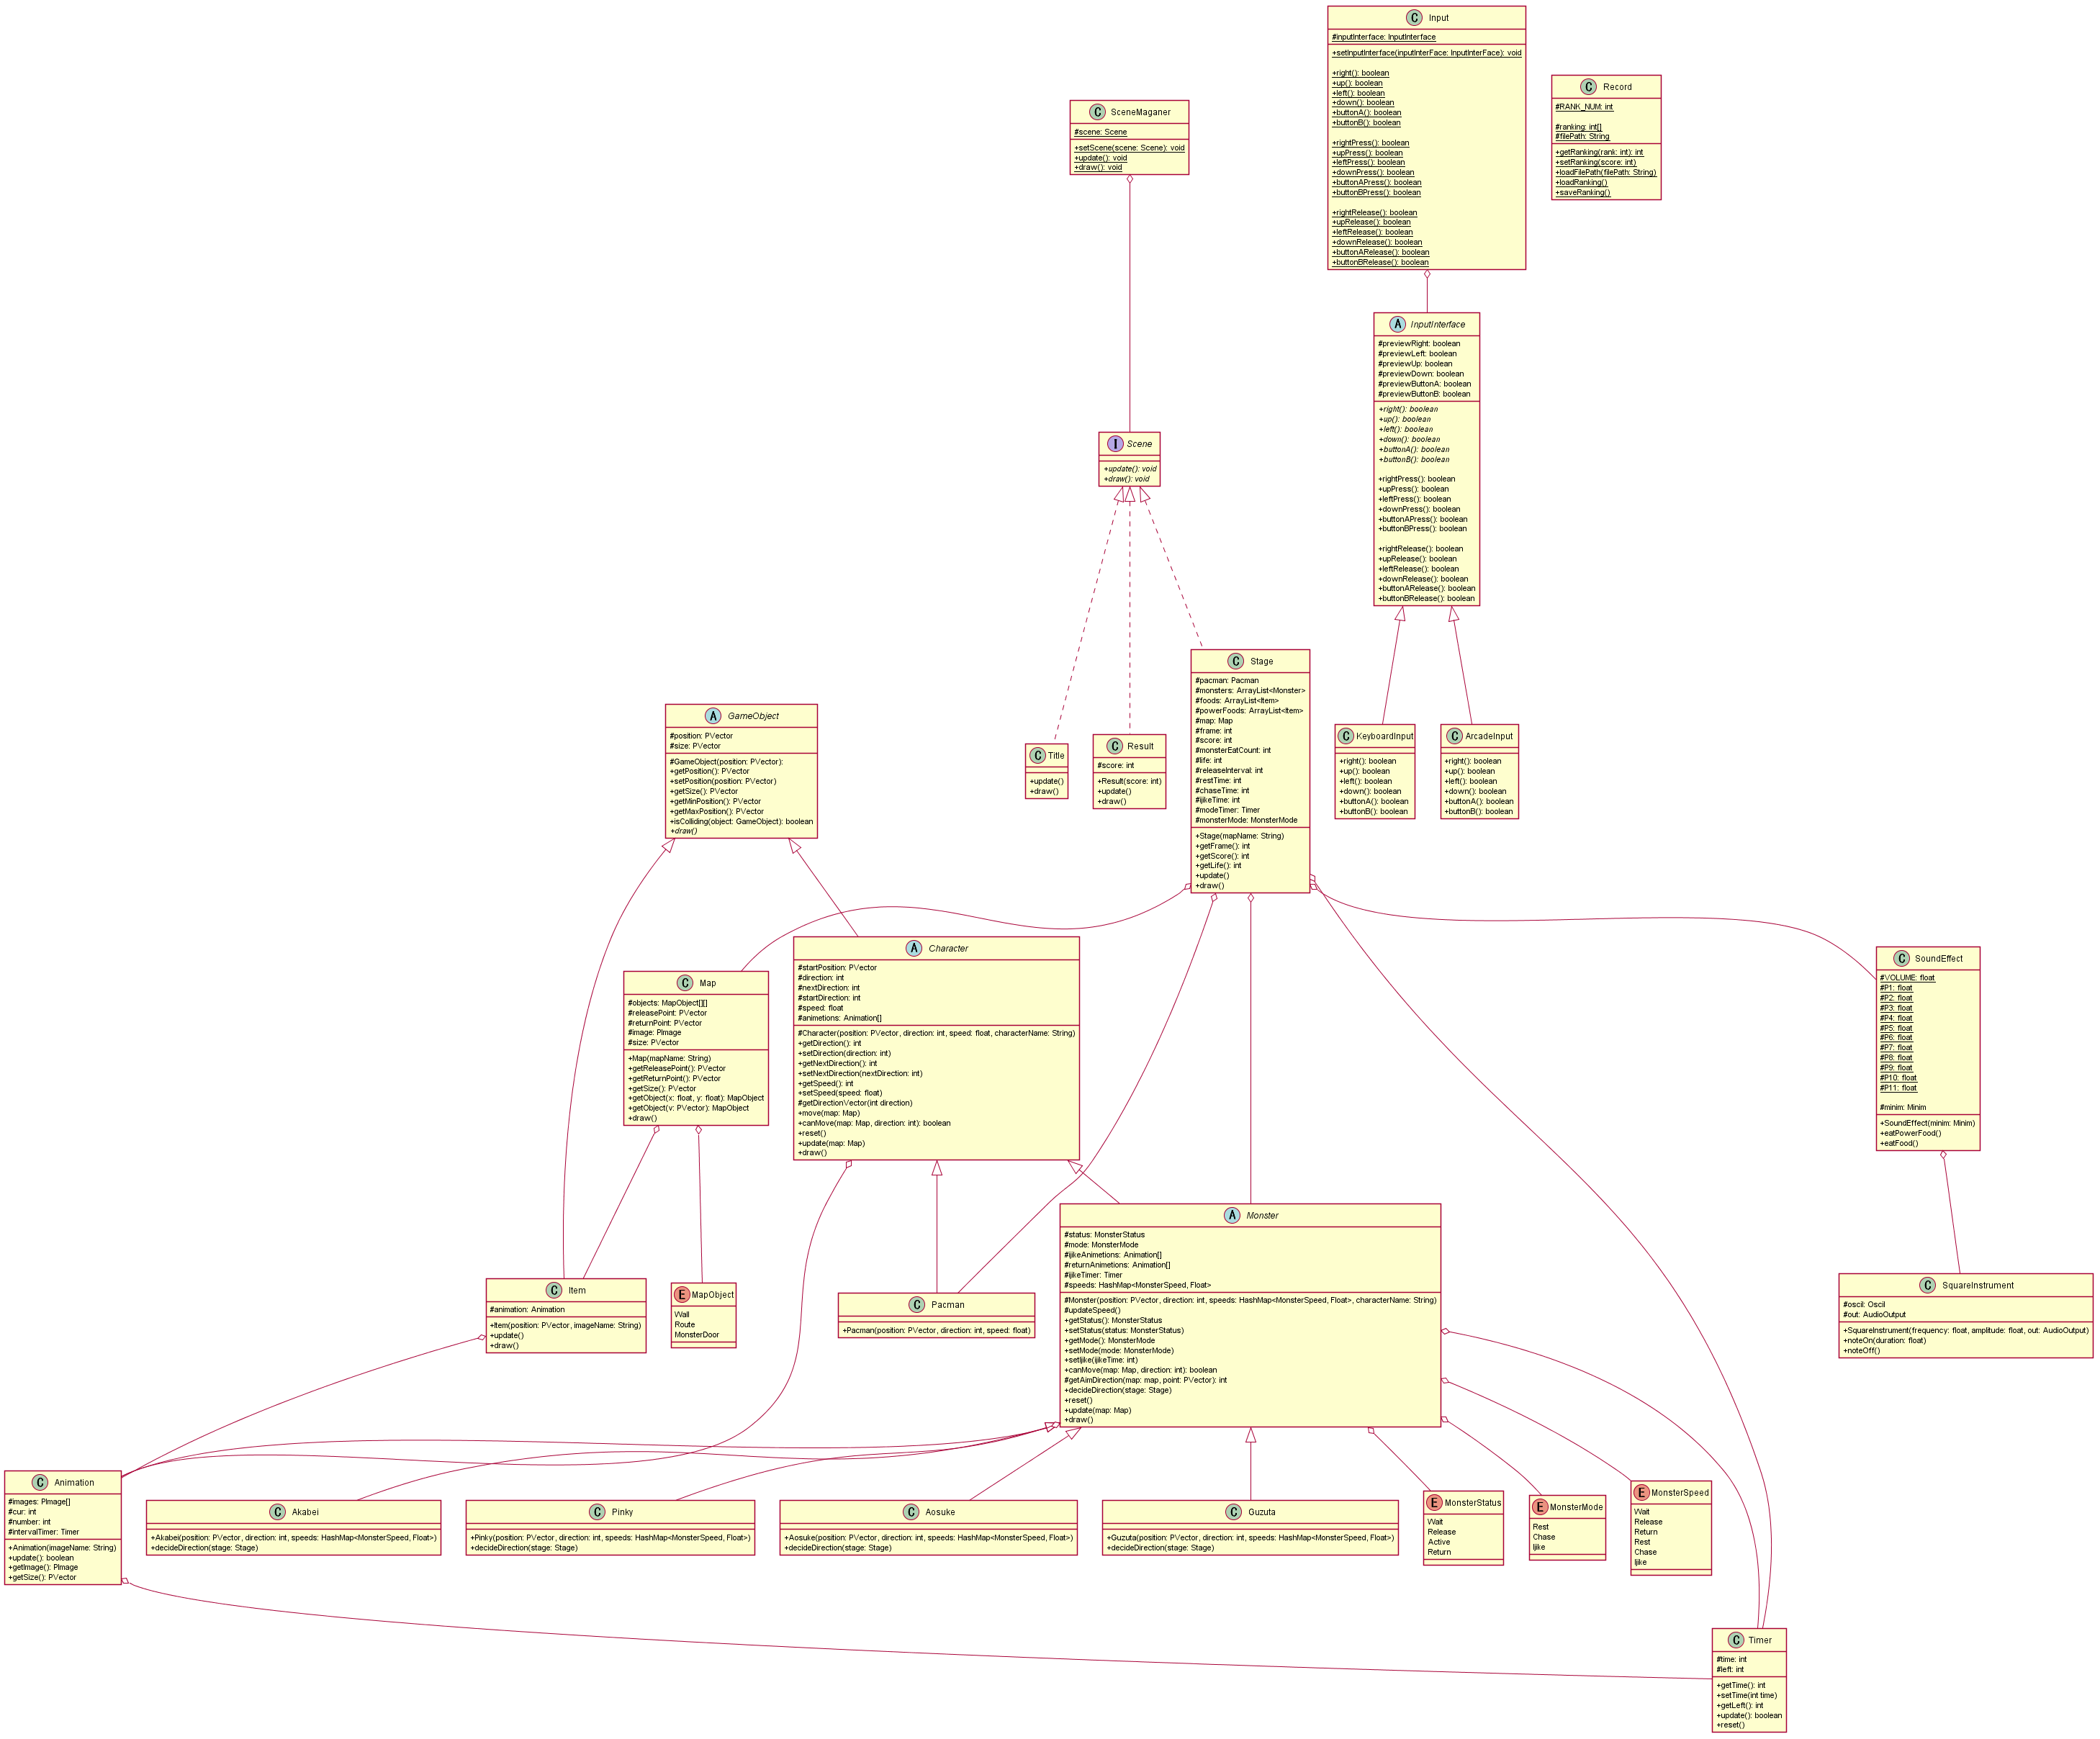 C Input
#inputInterface: InputInterface
+setInputInterface(inputInterFace: InputInterFace): void
+right(): boolean
+up(): boolean
+left(): boolean
+down(): boolean
+buttonA(): boolean
+buttonB(): boolean
+rightPress(): boolean
+upPress(): boolean
+leftPress(): boolean
+downPress(): boolean
+buttonAPress(): boolean
+buttonBPress(): boolean
+rightRelease(): boolean
+upRelease(): boolean
+leftRelease(): boolean
+downRelease(): boolean
+buttonARelease(): boolean
+buttonBRelease(): boolean
C Record
#RANK_NUM: int
#ranking: int[]
#filePath: String
+getRanking(rank: int): int
+setRanking(score: int)
+loadFilePath(filePath: String)
+loadRanking()
+saveRanking()
C SceneMaganer
#scene: Scene
+setScene(scene: Scene): void
+update(): void
+draw(): void
A InputInterface
#previewRight: boolean
#previewLeft: boolean
#previewUp: boolean
#previewDown: boolean
#previewButtonA: boolean
#previewButtonB: boolean
+right(): boolean
+up(): boolean
+left(): boolean
+down(): boolean
+buttonA(): boolean
+buttonB(): boolean
+rightPress(): boolean
+upPress(): boolean
+leftPress(): boolean
+downPress(): boolean
+buttonAPress(): boolean
+buttonBPress(): boolean
+rightRelease(): boolean
+upRelease(): boolean
+leftRelease(): boolean
+downRelease(): boolean
+buttonARelease(): boolean
+buttonBRelease(): boolean
I Scene
+update(): void
+draw(): void
C Stage
#pacman: Pacman
#monsters: ArrayList<Monster>
#foods: ArrayList<Item>
#powerFoods: ArrayList<Item>
#map: Map
#frame: int
#score: int
#monsterEatCount: int
#life: int
#releaseInterval: int
#restTime: int
#chaseTime: int
#ijikeTime: int
#modeTimer: Timer
#monsterMode: MonsterMode
+Stage(mapName: String)
+getFrame(): int
+getScore(): int
+getLife(): int
+update()
+draw()
A GameObject
#position: PVector
#size: PVector
#GameObject(position: PVector):
+getPosition(): PVector
+setPosition(position: PVector)
+getSize(): PVector
+getMinPosition(): PVector
+getMaxPosition(): PVector
+isColliding(object: GameObject): boolean
+draw()
C Title
+update()
+draw()
C Result
#score: int
+Result(score: int)
+update()
+draw()
C KeyboardInput
+right(): boolean
+up(): boolean
+left(): boolean
+down(): boolean
+buttonA(): boolean
+buttonB(): boolean
C ArcadeInput
+right(): boolean
+up(): boolean
+left(): boolean
+down(): boolean
+buttonA(): boolean
+buttonB(): boolean
A Character
#startPosition: PVector
#direction: int
#nextDirection: int
#startDirection: int
#speed: float
#animetions: Animation[]
#Character(position: PVector, direction: int, speed: float, characterName: String)
+getDirection(): int
+setDirection(direction: int)
+getNextDirection(): int
+setNextDirection(nextDirection: int)
+getSpeed(): int
+setSpeed(speed: float)
#getDirectionVector(int direction)
+move(map: Map)
+canMove(map: Map, direction: int): boolean
+reset()
+update(map: Map)
+draw()
C Map
#objects: MapObject[][]
#releasePoint: PVector
#returnPoint: PVector
#image: PImage
#size: PVector
+Map(mapName: String)
+getReleasePoint(): PVector
+getReturnPoint(): PVector
+getSize(): PVector
+getObject(x: float, y: float): MapObject
+getObject(v: PVector): MapObject
+draw()
C SoundEffect
#VOLUME: float
#P1: float
#P2: float
#P3: float
#P4: float
#P5: float
#P6: float
#P7: float
#P8: float
#P9: float
#P10: float
#P11: float
#minim: Minim
+SoundEffect(minim: Minim)
+eatPowerFood()
+eatFood()
A Monster
#status: MonsterStatus
#mode: MonsterMode
#ijikeAnimetions: Animation[]
#returnAnimetions: Animation[]
#ijikeTimer: Timer
#speeds: HashMap<MonsterSpeed, Float>
#Monster(position: PVector, direction: int, speeds: HashMap<MonsterSpeed, Float>, characterName: String)
#updateSpeed()
+getStatus(): MonsterStatus
+setStatus(status: MonsterStatus)
+getMode(): MonsterMode
+setMode(mode: MonsterMode)
+setIjike(ijikeTime: int)
+canMove(map: Map, direction: int): boolean
#getAimDirection(map: map, point: PVector): int
+decideDirection(stage: Stage)
+reset()
+update(map: Map)
+draw()
C Item
#animation: Animation
+Item(position: PVector, imageName: String)
+update()
+draw()
E MapObject
Wall
Route
MonsterDoor
C Pacman
+Pacman(position: PVector, direction: int, speed: float)
C SquareInstrument
#oscil: Oscil
#out: AudioOutput
+SquareInstrument(frequency: float, amplitude: float, out: AudioOutput)
+noteOn(duration: float)
+noteOff()
C Animation
#images: PImage[]
#cur: int
#number: int
#intervalTimer: Timer
+Animation(imageName: String)
+update(): boolean
+getImage(): PImage
+getSize(): PVector
C Akabei
+Akabei(position: PVector, direction: int, speeds: HashMap<MonsterSpeed, Float>)
+decideDirection(stage: Stage)
C Pinky
+Pinky(position: PVector, direction: int, speeds: HashMap<MonsterSpeed, Float>)
+decideDirection(stage: Stage)
C Aosuke
+Aosuke(position: PVector, direction: int, speeds: HashMap<MonsterSpeed, Float>)
+decideDirection(stage: Stage)
C Guzuta
+Guzuta(position: PVector, direction: int, speeds: HashMap<MonsterSpeed, Float>)
+decideDirection(stage: Stage)
E MonsterStatus
Wait
Release
Active
Return
E MonsterMode
Rest
Chase
Ijike
E MonsterSpeed
Wait
Release
Return
Rest
Chase
Ijike
C Timer
#time: int
#left: int
+getTime(): int
+setTime(int time)
+getLeft(): int
+update(): boolean
+reset()